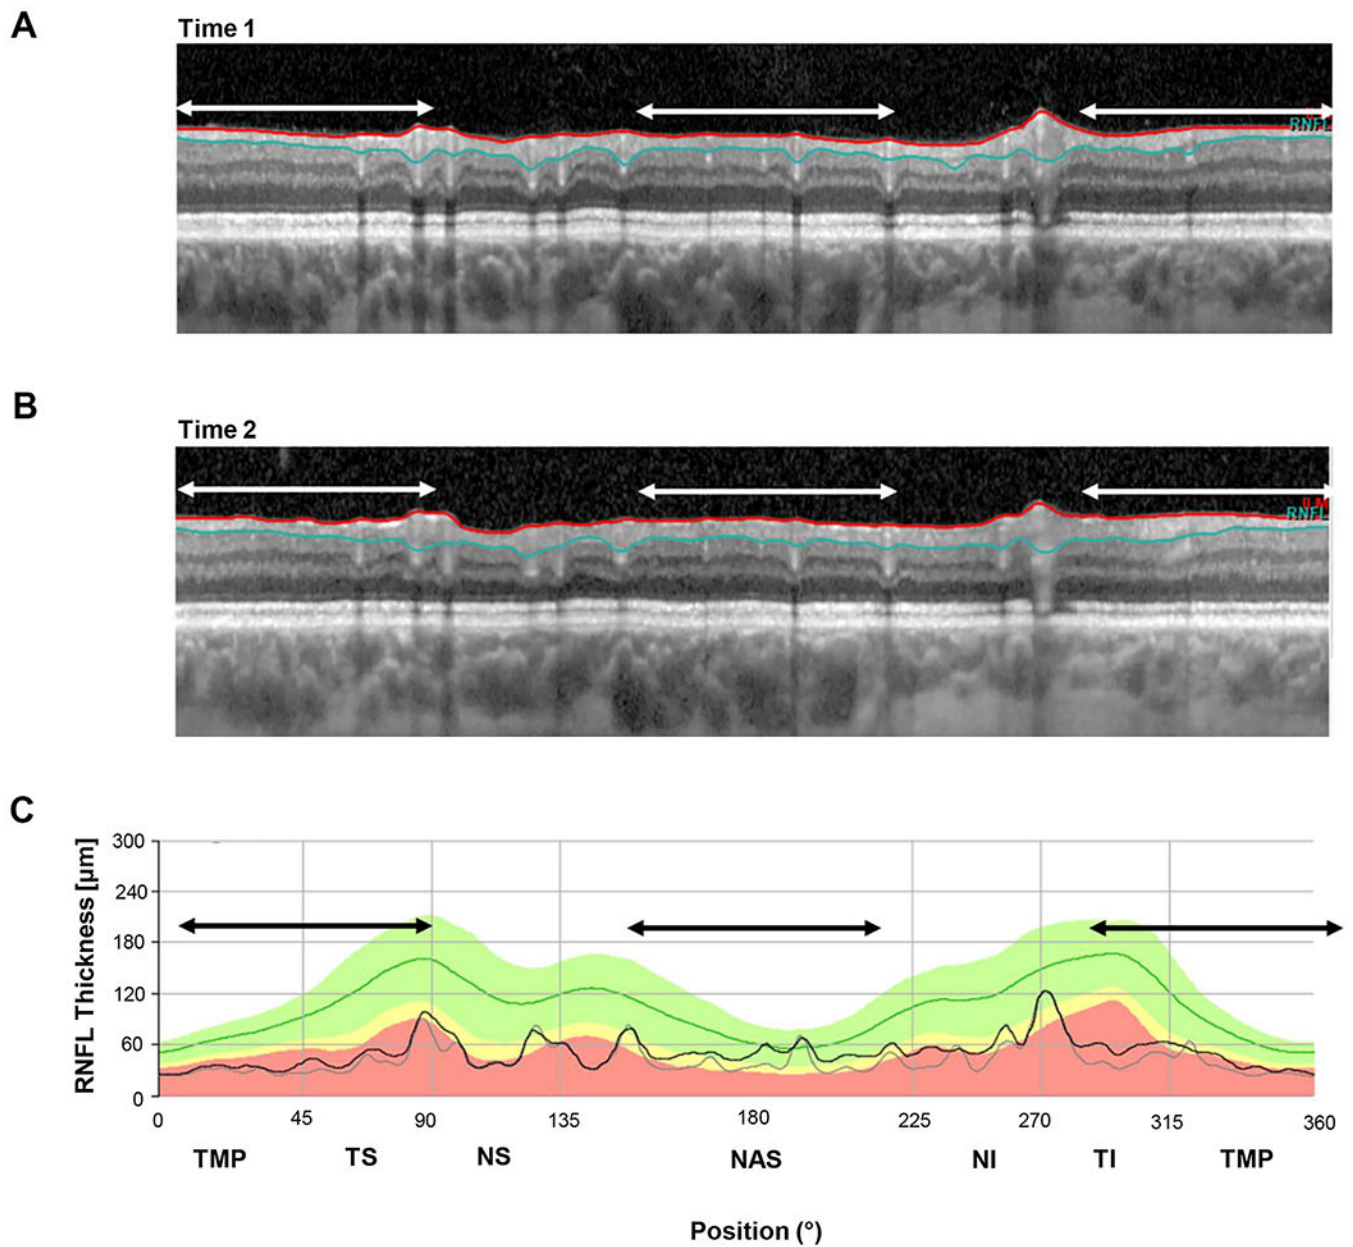 A
Time 1
RNFL
B
Time 2
ILM
RNFL
C
RNFL Thickness [µm]
300
240
180
120
60
0
0 45 90 135 180 225 270 315 360
TMP TS NS NAS NI TI TMP
Position (°)